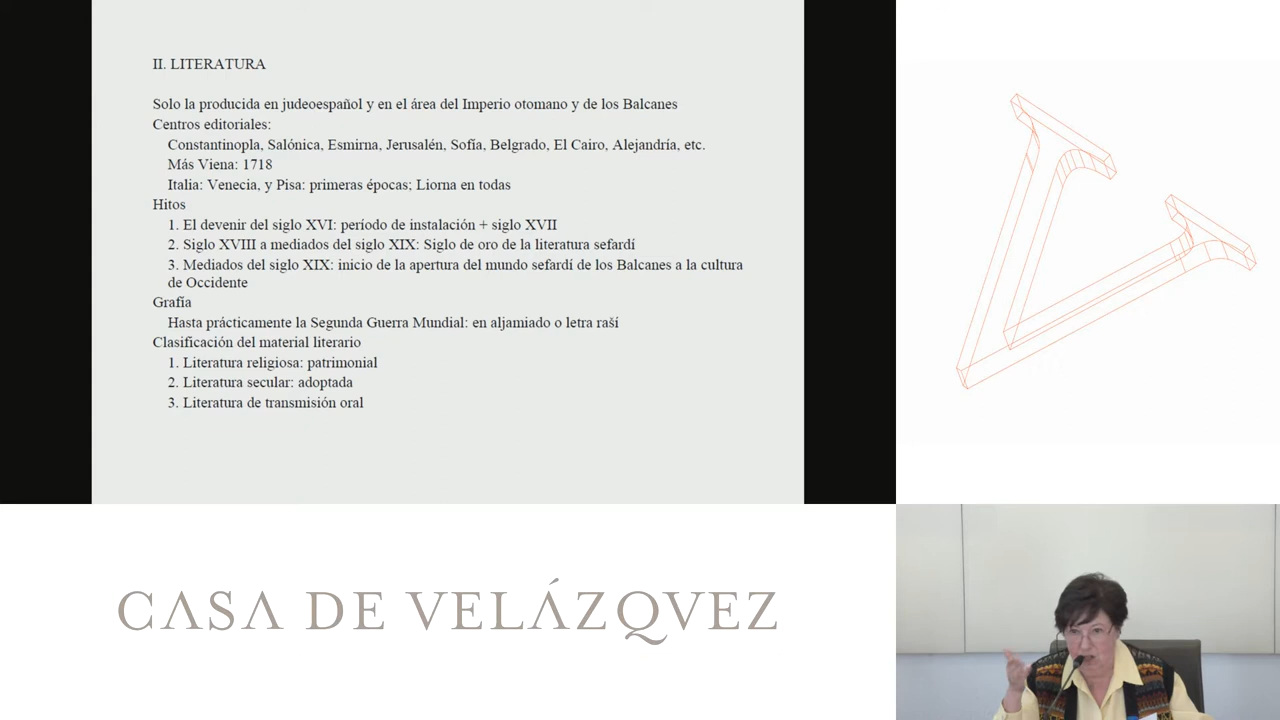 II. LITERATURA
Solo la producida en judeoespañol y en el área del Imperio otomano y de los Balcanes
Centros editoriales:
Constantinopla, Salónica, Esmirna, Jerusalén, Sofía, Belgrado, El Cairo, Alejandría, etc.
Más Viena: 1718
Italia: Venecia, y Pisa: primeras épocas; Liorna en todas
Hitos
1. El devenir del siglo XVI: período de instalación + siglo XVII
2. Siglo XVIII a mediados del siglo XIX: Siglo de oro de la literatura sefardí
3. Mediados del siglo XIX: inicio de la apertura del mundo sefardí de los Balcanes a la cultura
de Occidente
Grafía
Hasta prácticamente la Segunda Guerra Mundial: en aljamiado o letra raší
Clasificación del material literario
1. Literatura religiosa: patrimonial
2. Literatura secular: adoptada
3. Literatura de transmisión oral
CASA DE VELÁZQVEZ